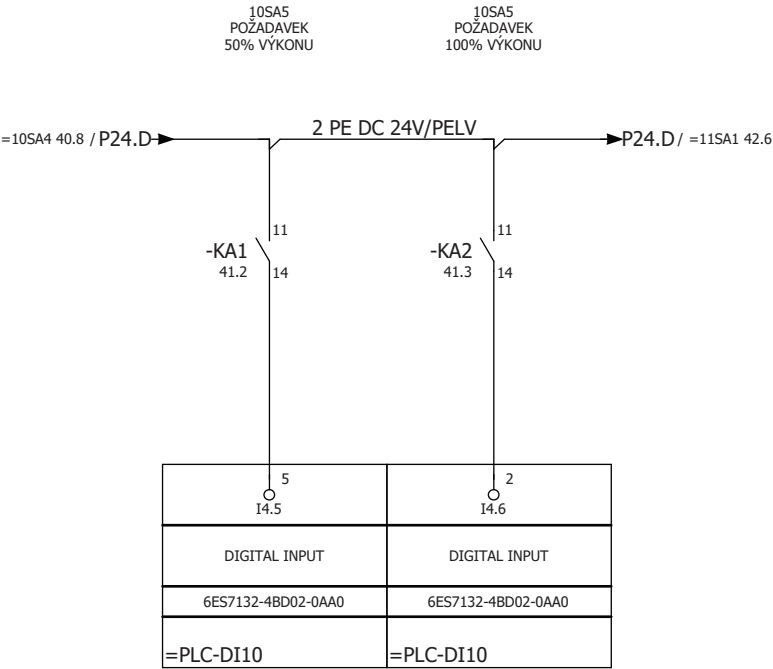 10SA5
POŽADAVEK
50% VÝKONU
10SA5
POŽADAVEK
100% VÝKONU
=10SA4 40.8 / P24.D
2 PE DC 24V/PELV
P24.D / =11SA1 42.6
11
-KA1
41.2
14
11
-KA2
41.3
14
5
I4.5
2
I4.6
DIGITAL INPUT
DIGITAL INPUT
6ES7132-4BD02-0AA0
6ES7132-4BD02-0AA0
=PLC-DI10
=PLC-DI10